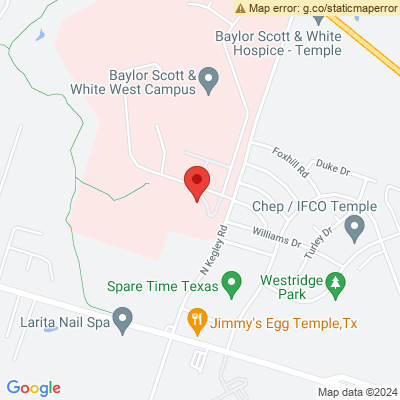 Map error: g.co/staticmaperror
Baylor Scott & White
Hospice - Temple
Baylor Scott &
White West Campus
Foxhill Rd
Duke Dr
Chep / IFCO Temple
Williams Dr
Turley Dr
N Kegley Rd
Spare Time Texas
Westridge
Park
Larita Nail Spa
Jimmy's Egg Temple,Tx
Google
Map data ©2024